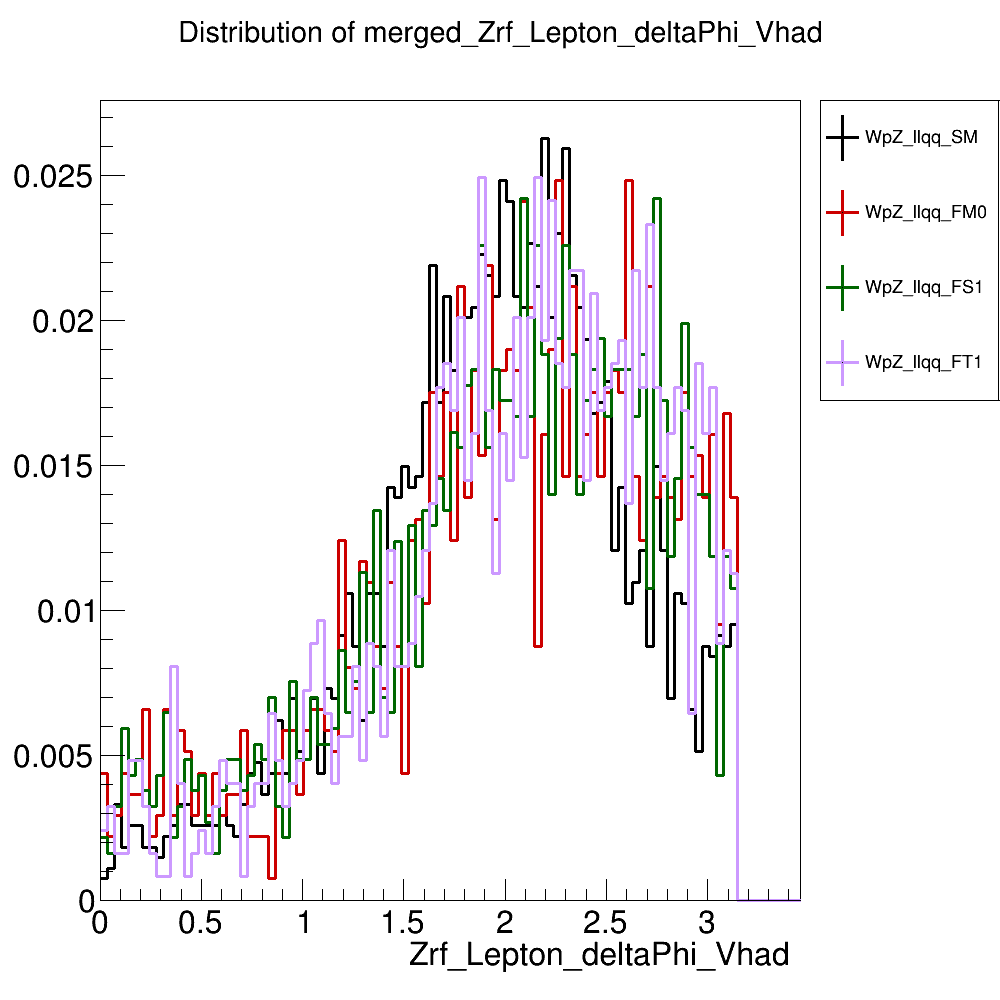 Distribution of merged_Zrf_Lepton_deltaPhi_Vhad
WpZ_llqq_SM
WpZ_llqq_FM0
WpZ_llqq_FS1
WpZ_llqq_FT1
0.025
0.02
0.015
0.01
0.005
0
0 0.5 1 1.5 2 2.5 3
Zrf_Lepton_deltaPhi_Vhad